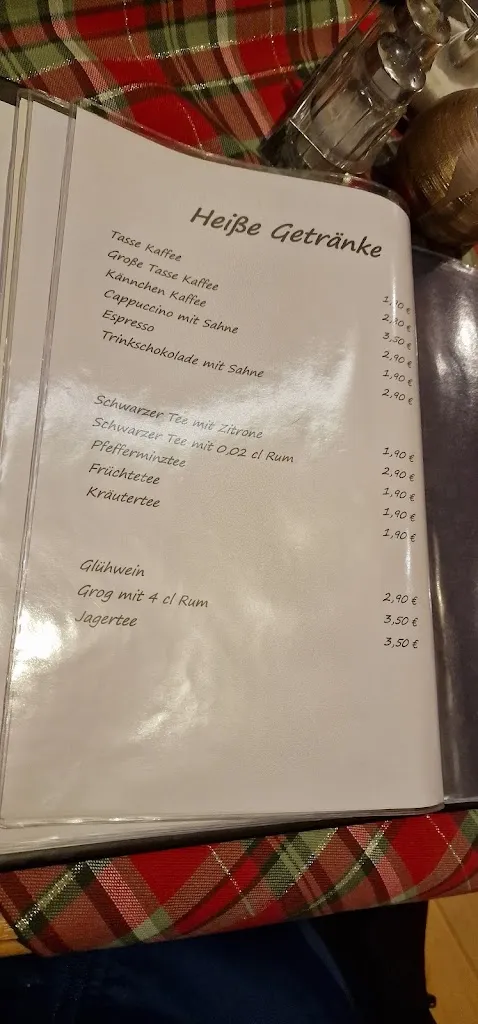 Heiße Getränke
Tasse Kaffee 1,90 €
Große Tasse Kaffee 2,90 €
Kännchen Kaffee 3,50 €
Cappuccino mit Sahne 2,90 €
Espresso 1,90 €
Trinkschokolade mit Sahne 2,90 €
Schwarzer Tee mit Zitrone 1,90 €
Schwarzer Tee mit 0,02 cl Rum 2,90 €
Pfefferminztee 1,90 €
Früchtetee 1,90 €
Kräutertee 1,90 €
Glühwein 2,90 €
Grog mit 4 cl Rum 3,50 €
Jagertee 3,50 €